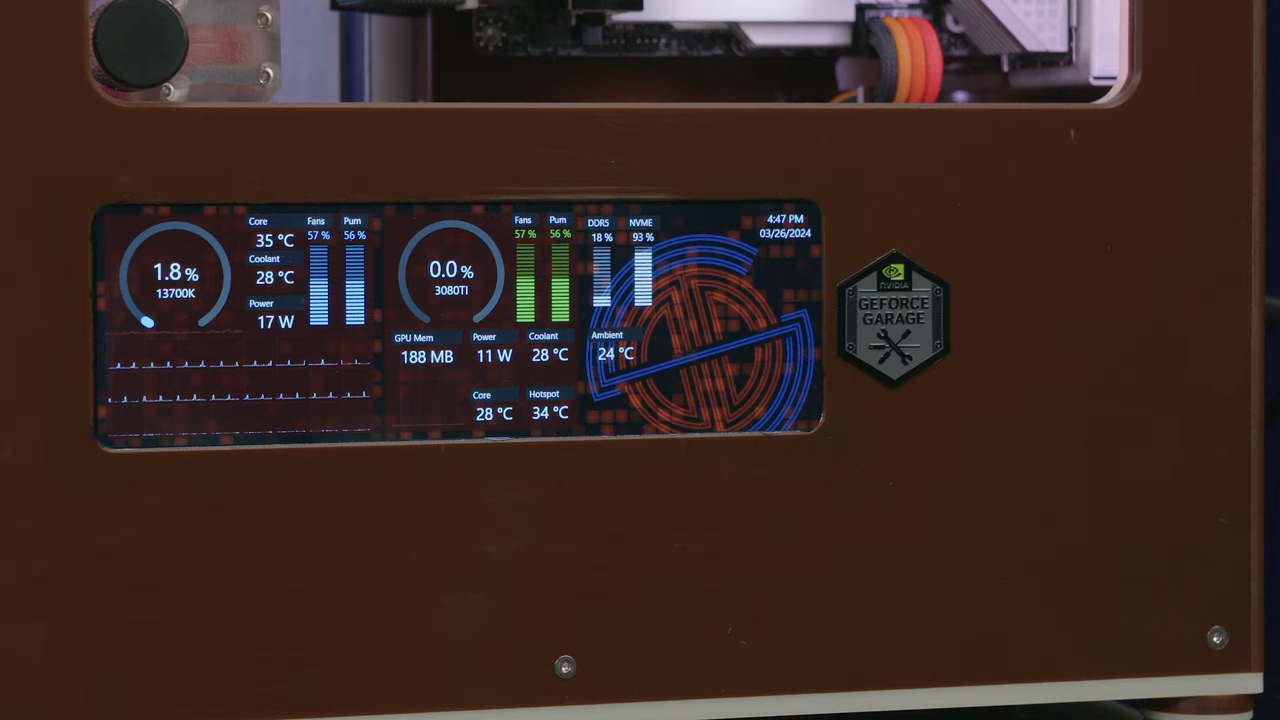 1.8 %
13700K
Core
35 °C
Coolant
28 °C
Power
17 W
Fans
57 %
Pum
56 %
0.0 %
3080TI
Fans
57 %
Pum
56 %
GPU Mem
188 MB
Power
11 W
Coolant
28 °C
Core
28 °C
Hotspot
34 °C
DDR5
18 %
NVME
93 %
Ambient
24 °C
4:47 PM
03/26/2024
NVIDIA
GEFORCE
GARAGE